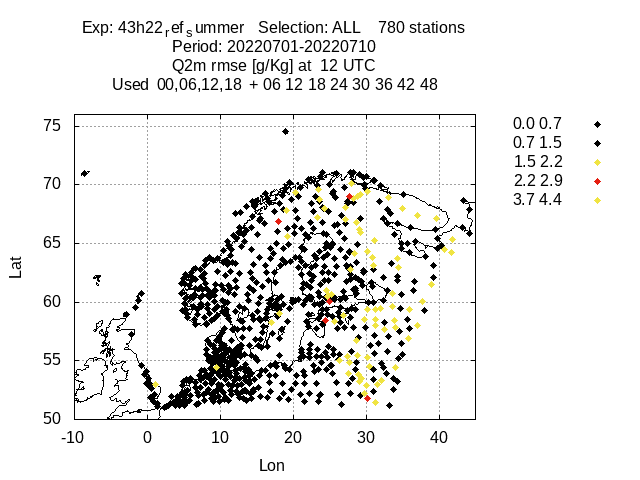 Exp: 43h22refsummer Selection: ALL 780 stations
Period: 20220701-20220710
Q2m rmse [g/Kg] at 12 UTC
Used 00,06,12,18 + 06 12 18 24 30 36 42 48
75
70
65
60
55
50
Lat
-10 0 10 20 30 40
Lon
0.0 0.7
0.7 1.5
1.5 2.2
2.2 2.9
3.7 4.4